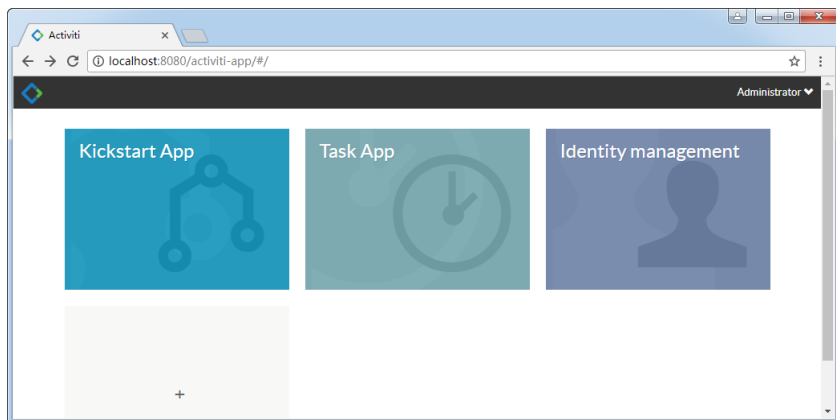 Activiti
localhost:8080/activiti-app/#/
Administrator
Kickstart App
Task App
Identity management
+